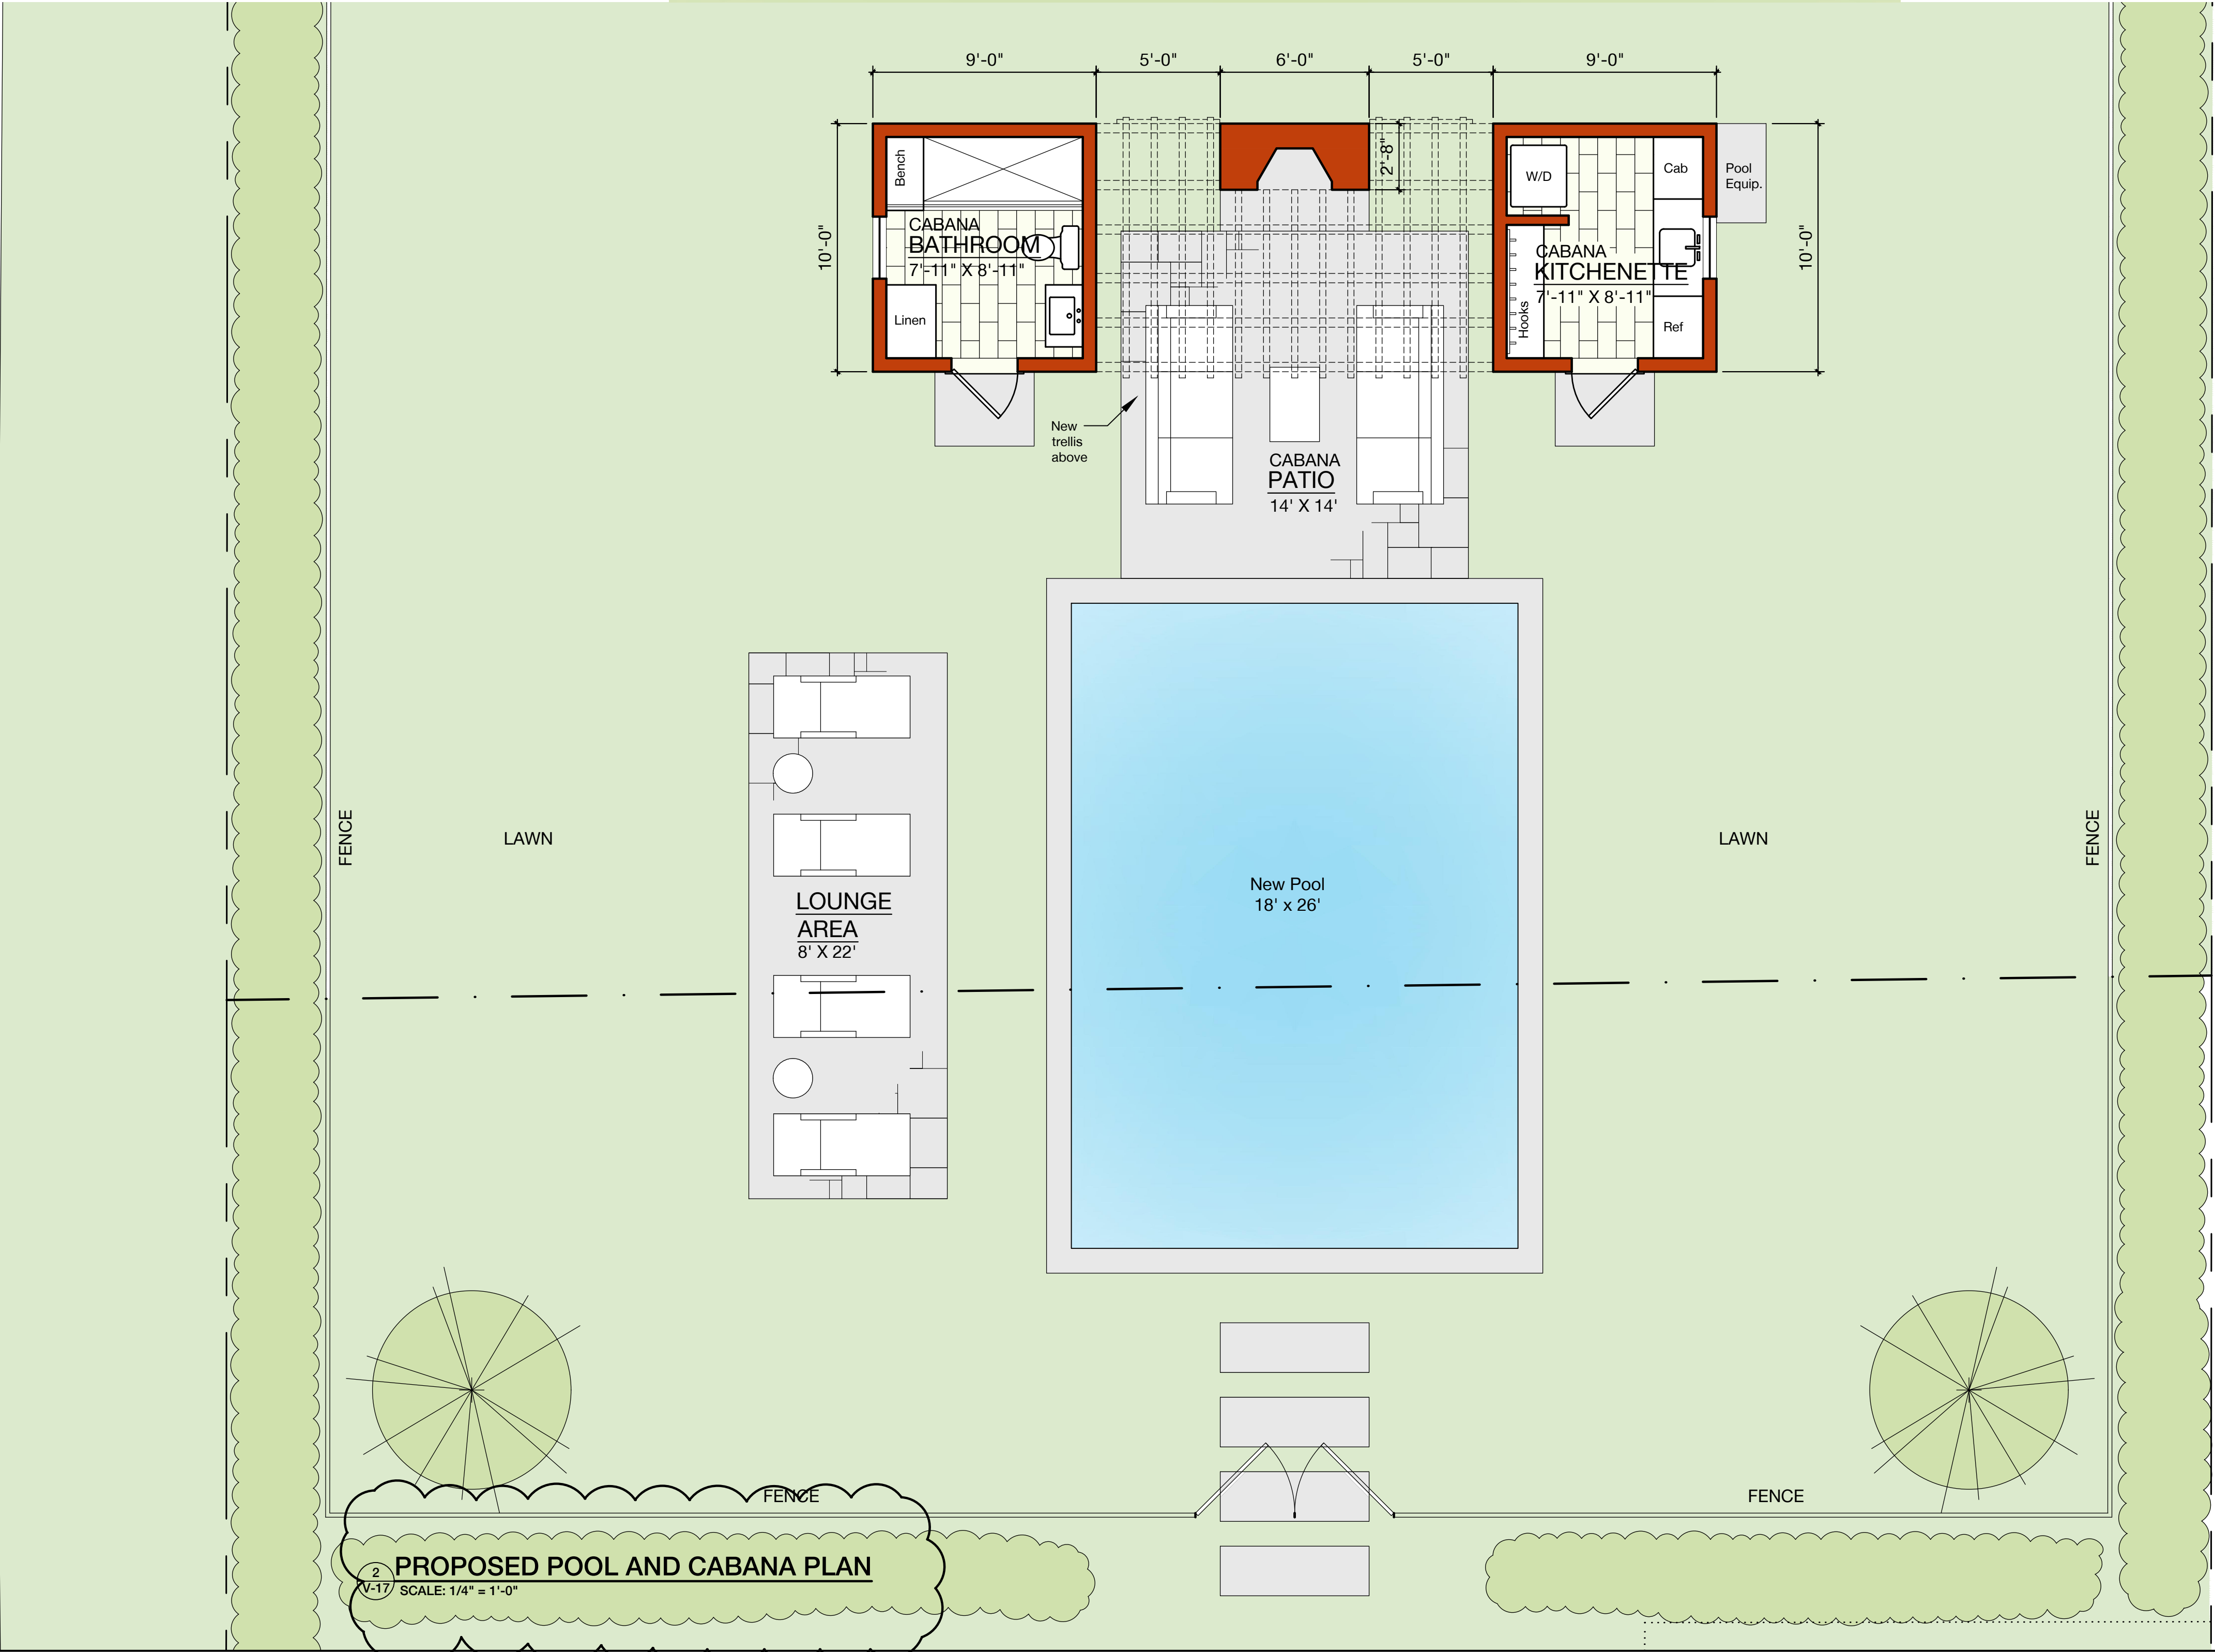 9'-0"
5'-0"
6'-0"
5'-0"
9'-0"
10'-0"
2'-8"
10'-0"
Bench
CABANA
BATHROOM
7'-11" X 8'-11"
Linen
W/D
Cab
Pool
Equip.
CABANA
KITCHENETTE
7'-11" X 8'-11"
Hooks
Ref
New
trellis
above
CABANA
PATIO
14' X 14'
FENCE
LAWN
LOUNGE
AREA
8' X 22'
New Pool
18' x 26'
LAWN
FENCE
FENCE
FENCE
2
V-17
PROPOSED POOL AND CABANA PLAN
SCALE: 1/4" = 1'-0"